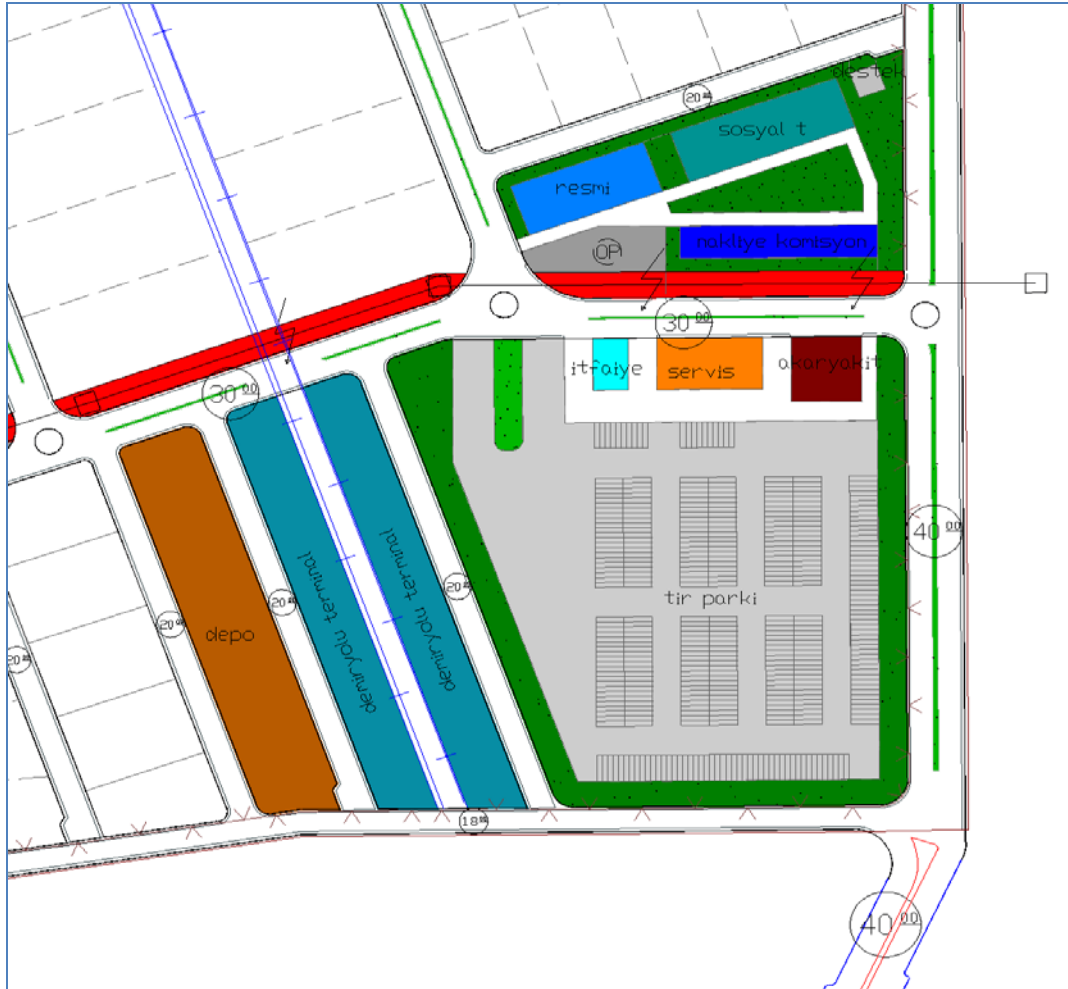 destek
20 00
sosyal t
resmi
nakliye komisyon
OP
30 00
itfaiye
servis
akaryakit
30 00
40 00
demiryolu terminal
demiryolu terminal
20 00
20 00
tir parki
20 00
depo
20 00
18 00
40 00